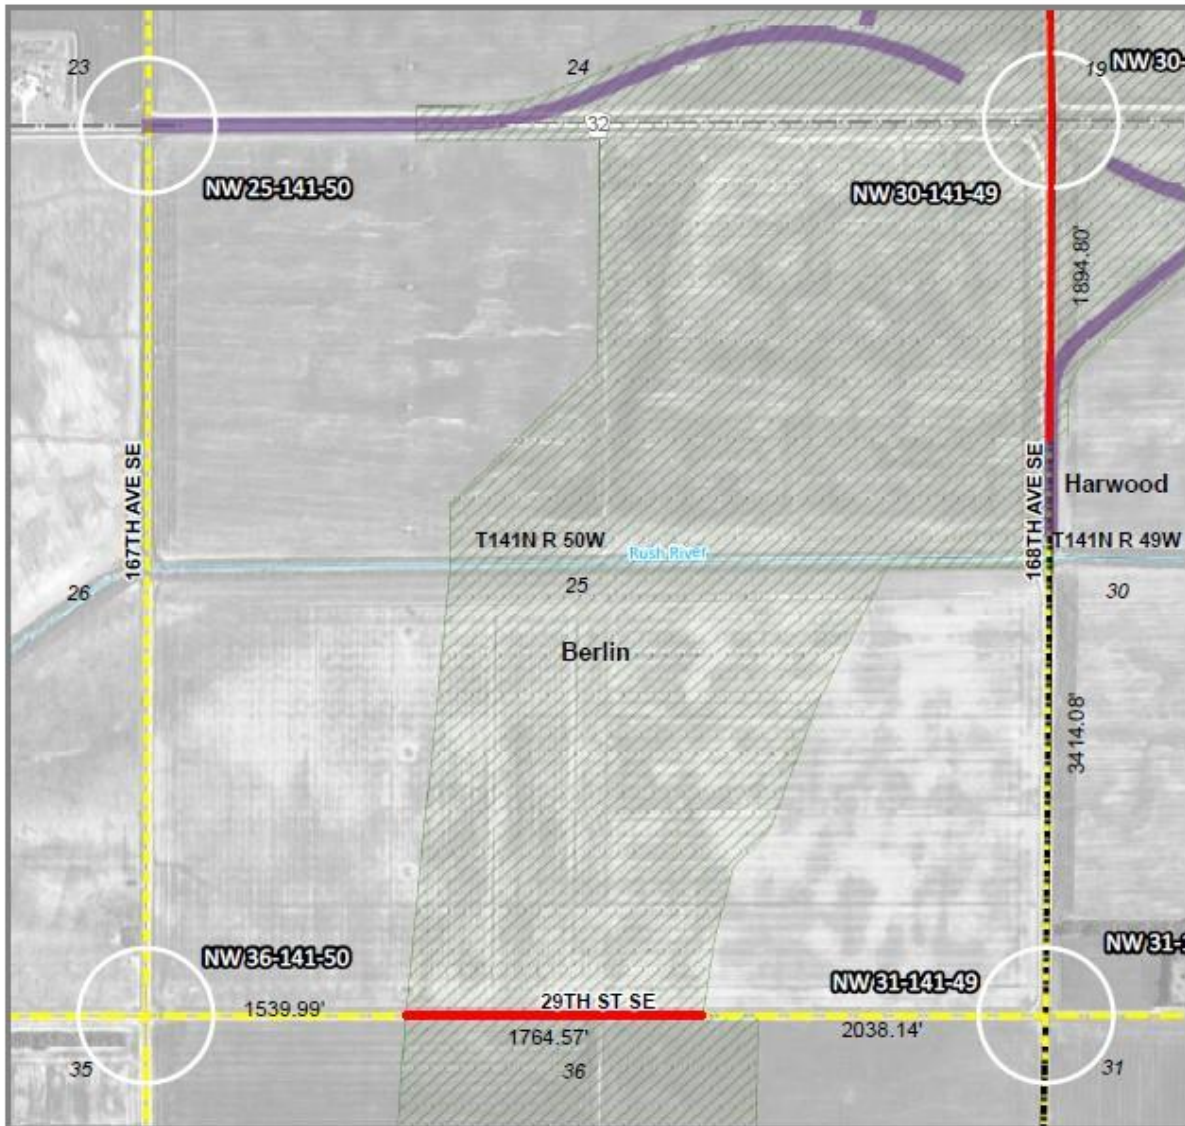 23
24
19
NW 30-
32
NW 25-141-50
NW 30-141-49
1894.80'
167TH AVE SE
168TH AVE SE
Harwood
T141N R 50W
Rush River
T141N R 49W
26
25
30
Berlin
3414.08'
NW 36-141-50
NW 31-1
NW 31-141-49
1539.99'
29TH ST SE
1764.57'
2038.14'
35
36
31